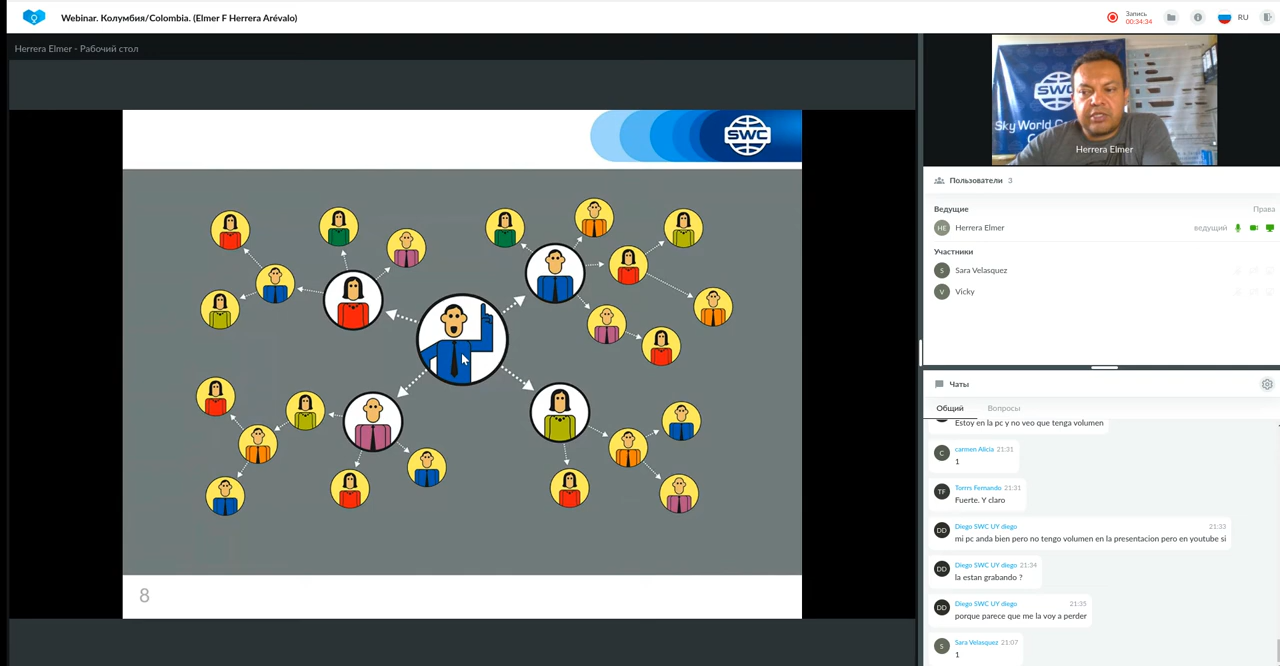 Webinar. Колумбия/Colombia. (Elmer F Herrera Arévalo)
Запись
00:34:34
RU
Herrera Elmer - Рабочий стол
SWC
8
SWC
Sky World C
Herrera Elmer
Пользователи 3
Ведущие
Права
HE
Herrera Elmer
ведущий
Участники
S
Sara Velasquez
V
Vicky
Чаты
Общий
Вопросы
Estoy en la pc y no veo que tenga volumen
C
carmen Alicia 21:31
1
TF
Torrrs Fernando 21:31
Fuerte. Y claro
DD
Diego SWC UY diego 21:33
mi pc anda bien pero no tengo volumen en la presentacion pero en youtube si
DD
Diego SWC UY diego 21:34
la estan grabando ?
DD
Diego SWC UY diego 21:35
porque parece que me la voy a perder
S
Sara Velasquez 21:07
1